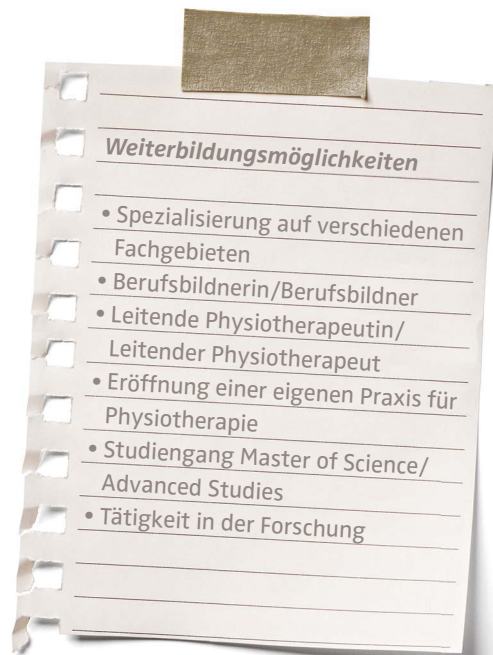 Weiterbildungsmöglichkeiten
• Spezialisierung auf verschiedenen
Fachgebieten
• Berufsbildnerin/Berufsbildner
• Leitende Physiotherapeutin/
Leitender Physiotherapeut
• Eröffnung einer eigenen Praxis für
Physiotherapie
• Studiengang Master of Science/
Advanced Studies
• Tätigkeit in der Forschung